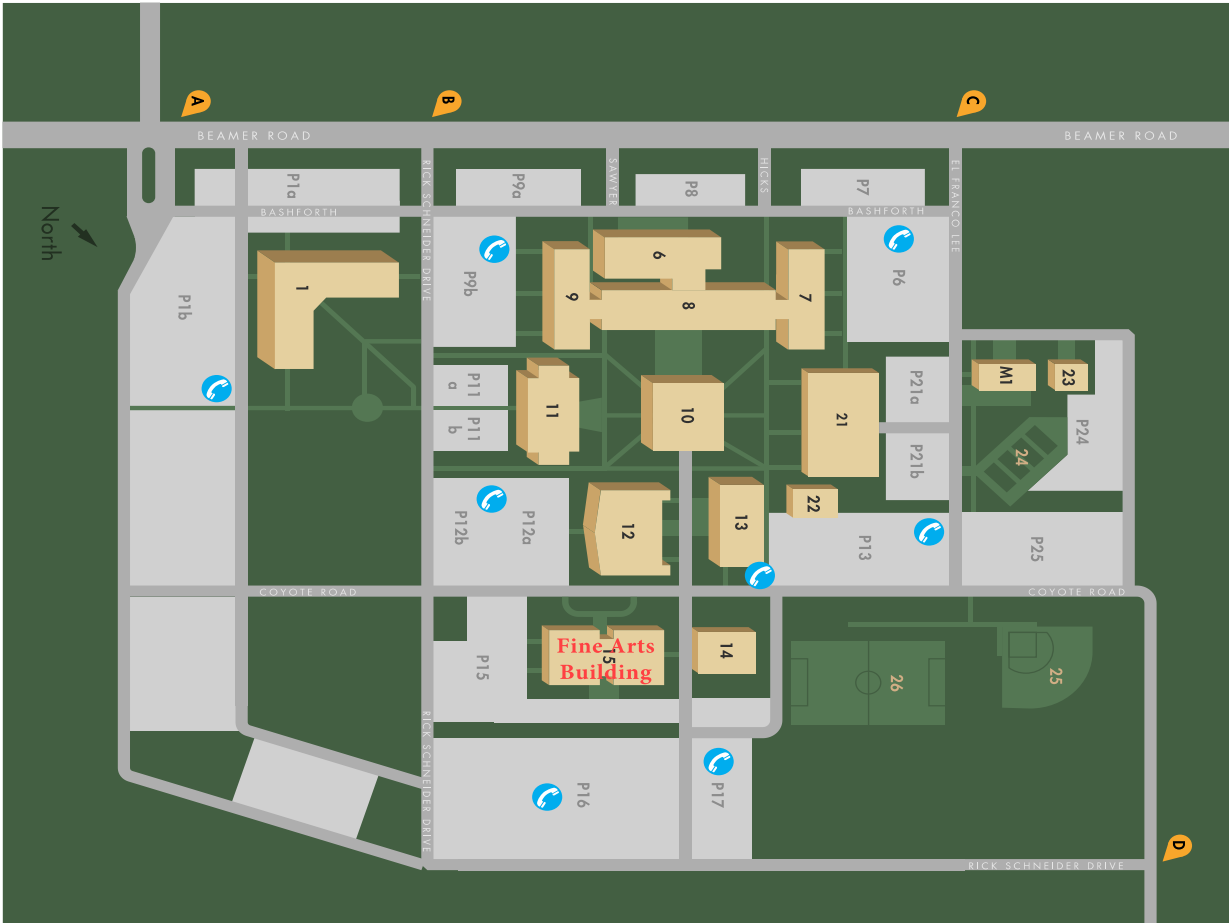 A
B
C
BEAMER ROAD
BEAMER ROAD
RICK SCHNEIDER DRIVE
SAWYER
HICKS
EL FRANCO LEE
P1a
P9a
P8
P7
BASHFORTH
BASHFORTH
North
P1b
1
P9b
9
6
8
7
P6
P11
a
P11
b
11
10
21
P21a
P21b
M1
23
P24
24
P12b
P12a
12
13
22
P13
P25
COYOTE ROAD
COYOTE ROAD
P15
15
Fine Arts
Building
14
26
25
RICK SCHNEIDER DRIVE
P16
P17
D
RICK SCHNEIDER DRIVE